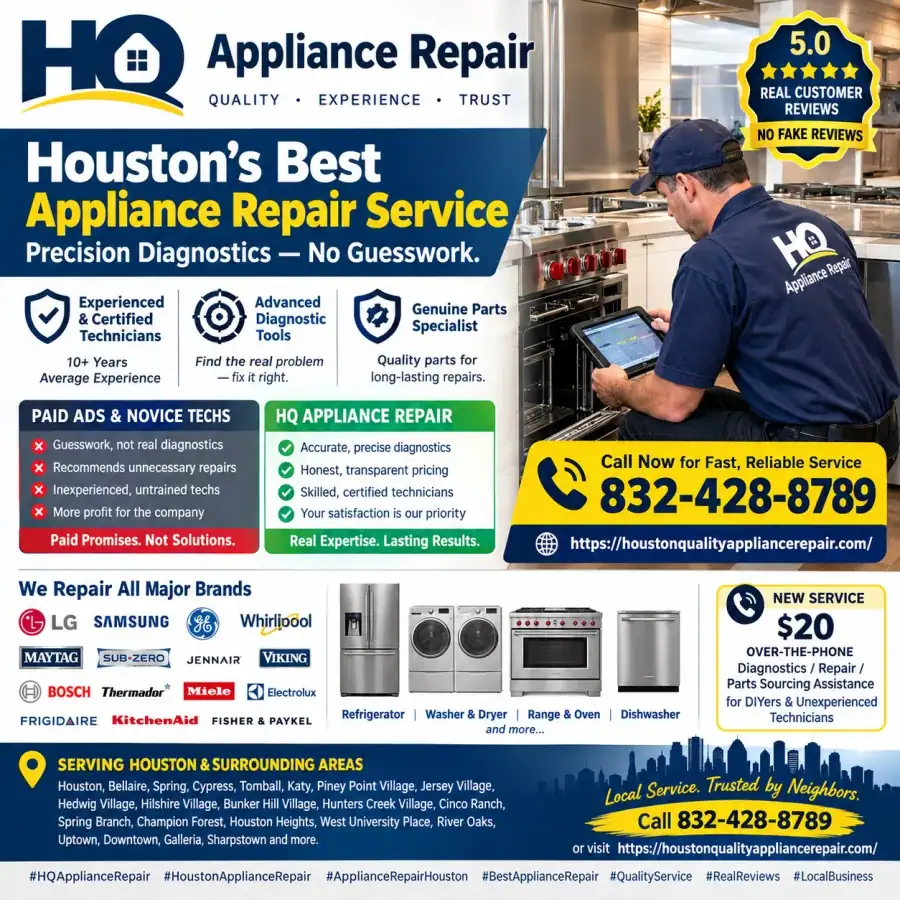 HQ Appliance Repair
QUALITY • EXPERIENCE • TRUST
5.0
REAL CUSTOMER
REVIEWS
NO FAKE REVIEWS
Houston's Best
Appliance Repair Service
Precision Diagnostics — No Guesswork.
HQ
Appliance Repair
Experienced
& Certified
Technicians
10+ Years
Average Experience
Advanced
Diagnostic
Tools
Find the real problem
— fix it right.
Genuine Parts
Specialist
Quality parts for
long-lasting repairs.
PAID ADS & NOVICE TECHS
Guesswork, not real diagnostics
Recommends unnecessary repairs
Inexperienced, untrained techs
More profit for the company
Paid Promises. Not Solutions.
HQ APPLIANCE REPAIR
Accurate, precise diagnostics
Honest, transparent pricing
Skilled, certified technicians
Your satisfaction is our priority
Real Expertise. Lasting Results.
Call Now for Fast, Reliable Service
832-428-8789
https://houstonqualityappliancerepair.com/
We Repair All Major Brands
LG SAMSUNG GE Whirlpool
MAYTAG SUB-ZERO JENNAIR VIKING
BOSCH Thermador Miele Electrolux
FRIGIDAIRE KitchenAid FISHER & PAYKEL
Refrigerator | Washer & Dryer | Range & Oven | Dishwasher
and more...
NEW SERVICE
$20
OVER-THE-PHONE
Diagnostics / Repair /
Parts Sourcing Assistance
for DIYers & Unexperienced
Technicians
SERVING HOUSTON & SURROUNDING AREAS
Houston, Bellaire, Spring, Cypress, Tomball, Katy, Piney Point Village, Jersey Village,
Hedwig Village, Hilshire Village, Bunker Hill Village, Hunters Creek Village, Cinco Ranch,
Spring Branch, Champion Forest, Houston Heights, West University Place, River Oaks,
Uptown, Downtown, Galleria, Sharpstown and more.
Local Service. Trusted by Neighbors.
Call 832-428-8789
or visit https://houstonqualityappliancerepair.com/
#HQApplianceRepair #HoustonApplianceRepair #ApplianceRepairHouston #BestApplianceRepair #QualityService #RealReviews #LocalBusiness